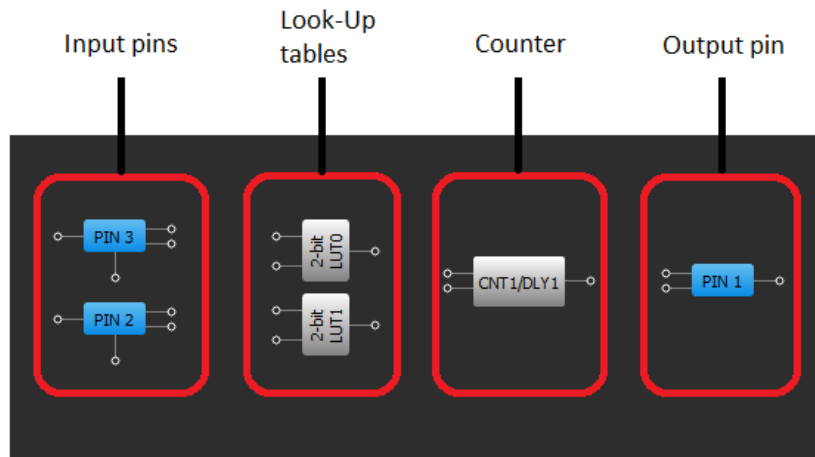 Input pins
Look-Up
tables
Counter
Output pin
PIN 3
PIN 2
2-bit
LUT0
2-bit
LUT1
CNT1/DLY1
PIN 1